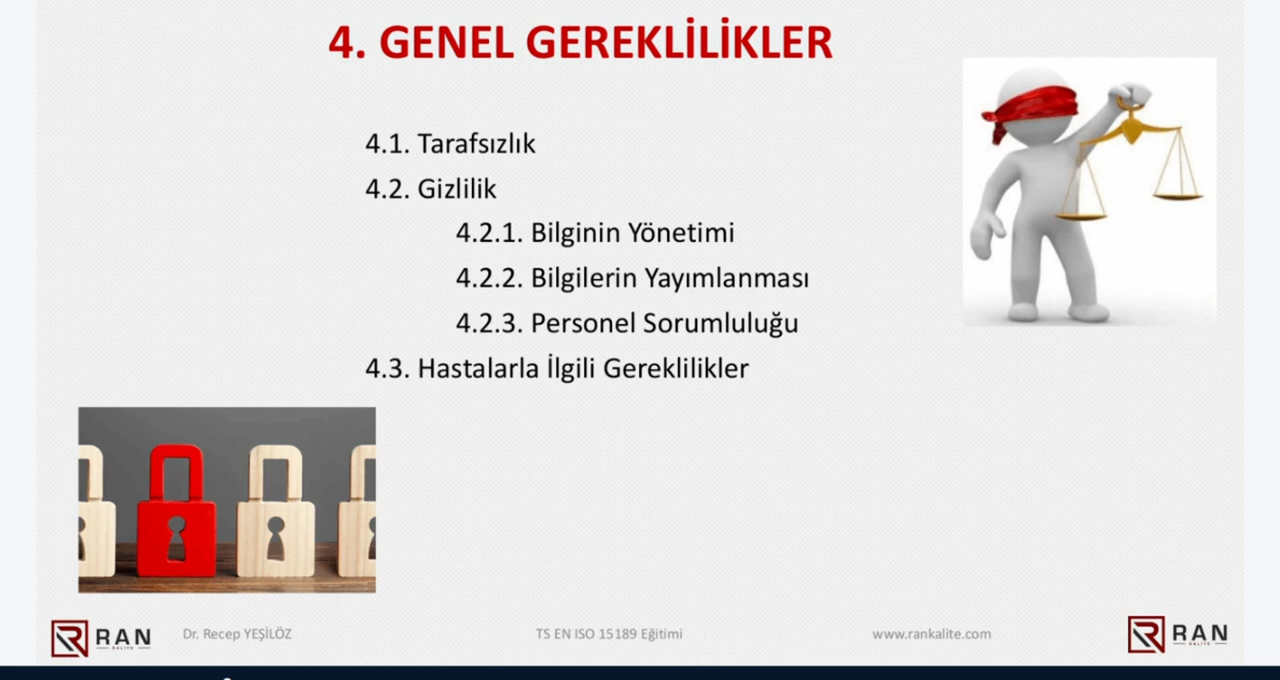 4. GENEL GEREKLİLİKLER
4.1. Tarafsızlık
4.2. Gizlilik
4.2.1. Bilginin Yönetimi
4.2.2. Bilgilerin Yayımlanması
4.2.3. Personel Sorumluluğu
4.3. Hastalarla İlgili Gereklilikler
RAN
KALİTE
Dr. Recep YEŞİLÖZ
TS EN ISO 15189 Eğitimi
www.rankalite.com
RAN
KALİTE